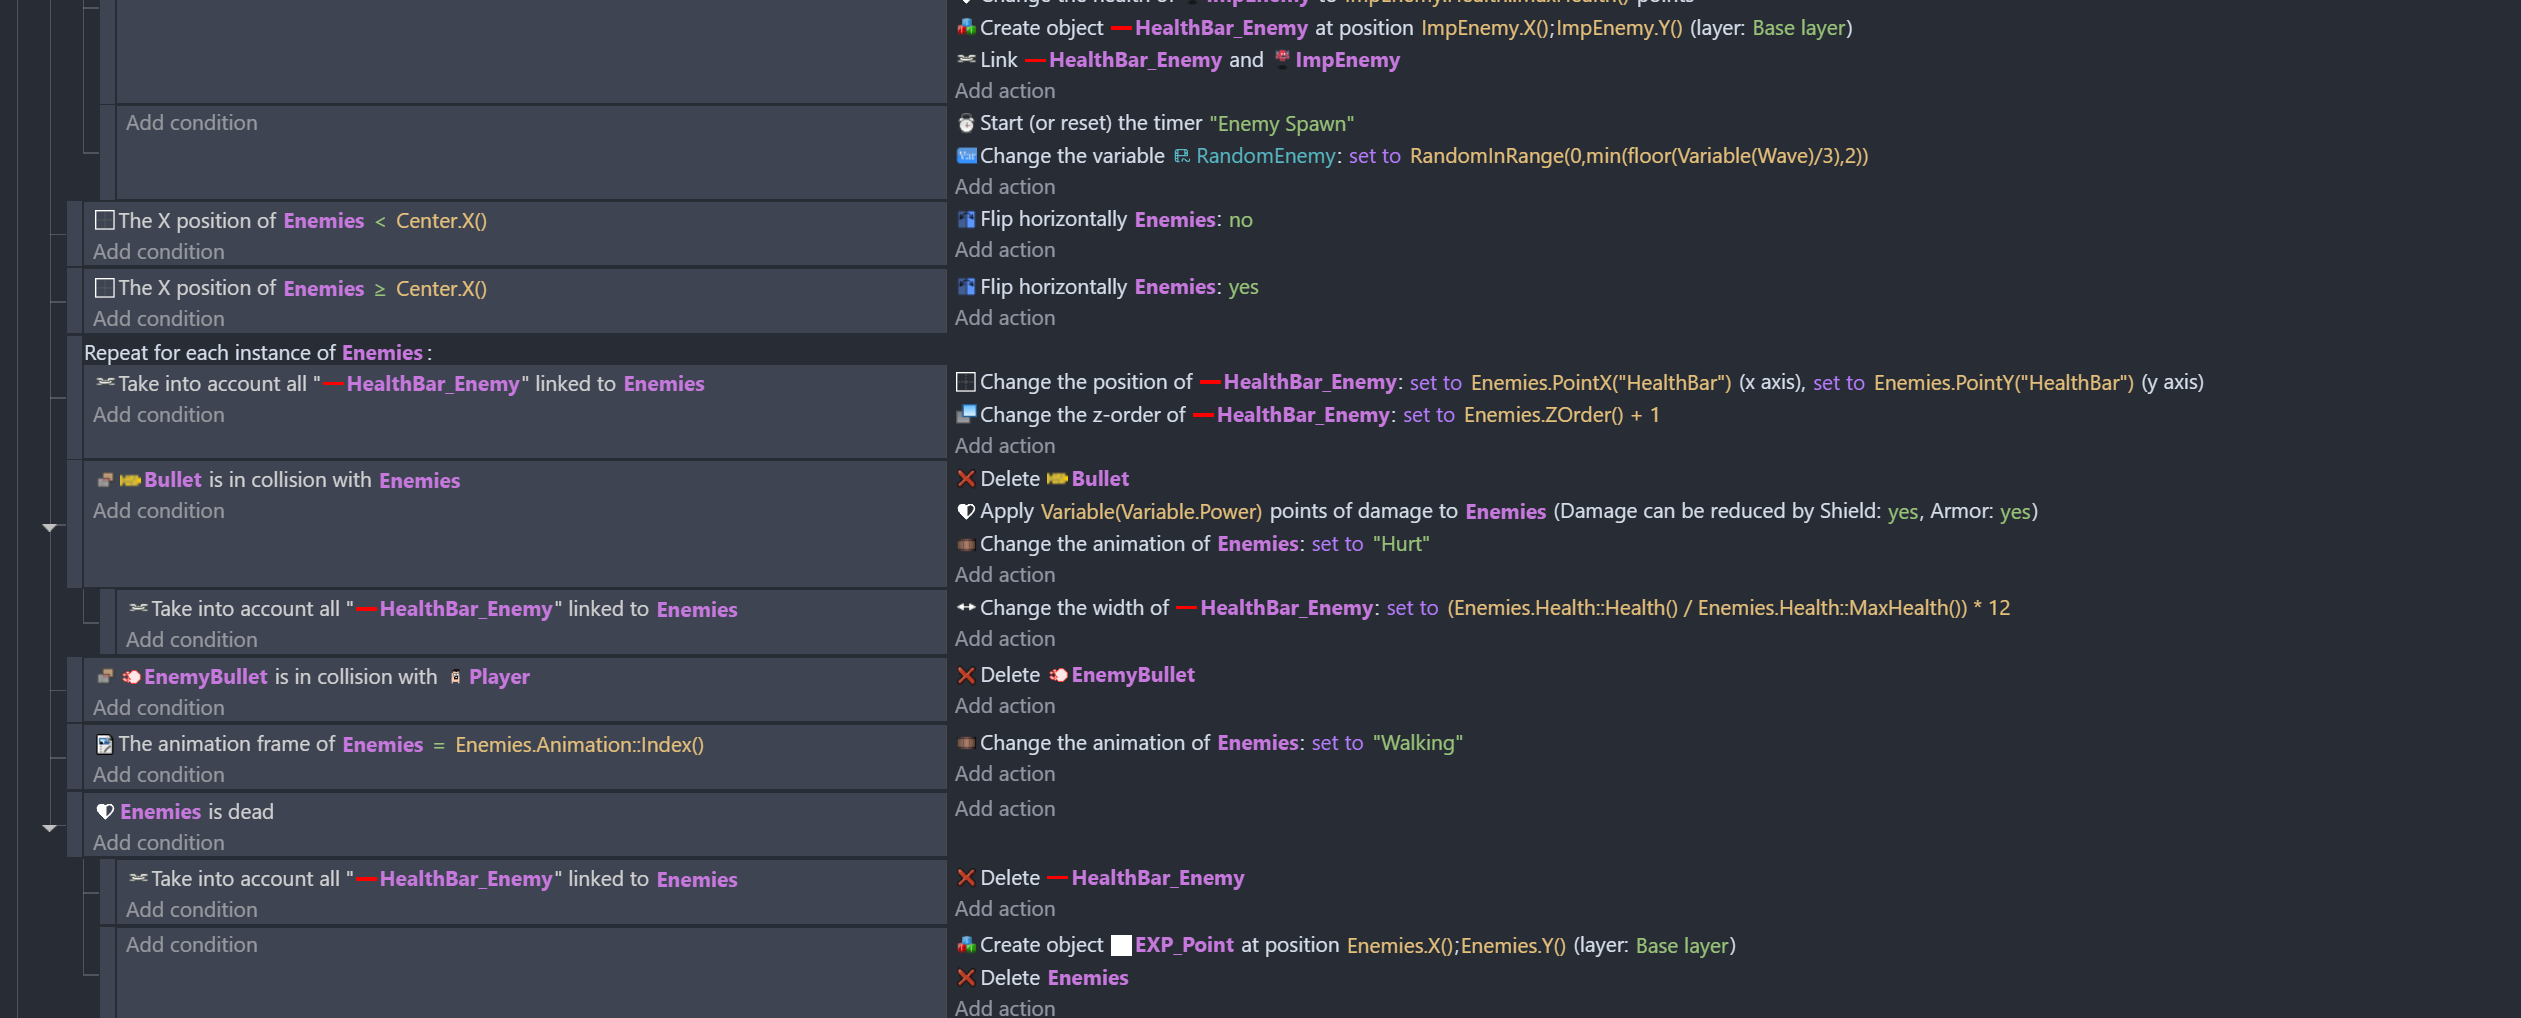 Change the health of ImpEnemy to ImpEnemy.Health::MaxHealth() points
Create object HealthBar_Enemy at position ImpEnemy.X();ImpEnemy.Y() (layer: Base layer)
Link HealthBar_Enemy and ImpEnemy
Add action
Add condition
Start (or reset) the timer "Enemy Spawn"
Change the variable RandomEnemy: set to RandomInRange(0,min(floor(Variable(Wave)/3),2))
Add action
The X position of Enemies < Center.X()
Add condition
Flip horizontally Enemies: no
Add action
The X position of Enemies ≥ Center.X()
Add condition
Flip horizontally Enemies: yes
Add action
Repeat for each instance of Enemies:
Take into account all "HealthBar_Enemy" linked to Enemies
Add condition
Change the position of HealthBar_Enemy: set to Enemies.PointX("HealthBar") (x axis), set to Enemies.PointY("HealthBar") (y axis)
Change the z-order of HealthBar_Enemy: set to Enemies.ZOrder() + 1
Add action
Bullet is in collision with Enemies
Add condition
Delete Bullet
Apply Variable(Variable.Power) points of damage to Enemies (Damage can be reduced by Shield: yes, Armor: yes)
Change the animation of Enemies: set to "Hurt"
Add action
Take into account all "HealthBar_Enemy" linked to Enemies
Add condition
Change the width of HealthBar_Enemy: set to (Enemies.Health::Health() / Enemies.Health::MaxHealth()) * 12
Add action
EnemyBullet is in collision with Player
Add condition
Delete EnemyBullet
Add action
The animation frame of Enemies = Enemies.Animation::Index()
Add condition
Change the animation of Enemies: set to "Walking"
Add action
Enemies is dead
Add condition
Add action
Take into account all "HealthBar_Enemy" linked to Enemies
Add condition
Delete HealthBar_Enemy
Add action
Add condition
Create object EXP_Point at position Enemies.X();Enemies.Y() (layer: Base layer)
Delete Enemies
Add action